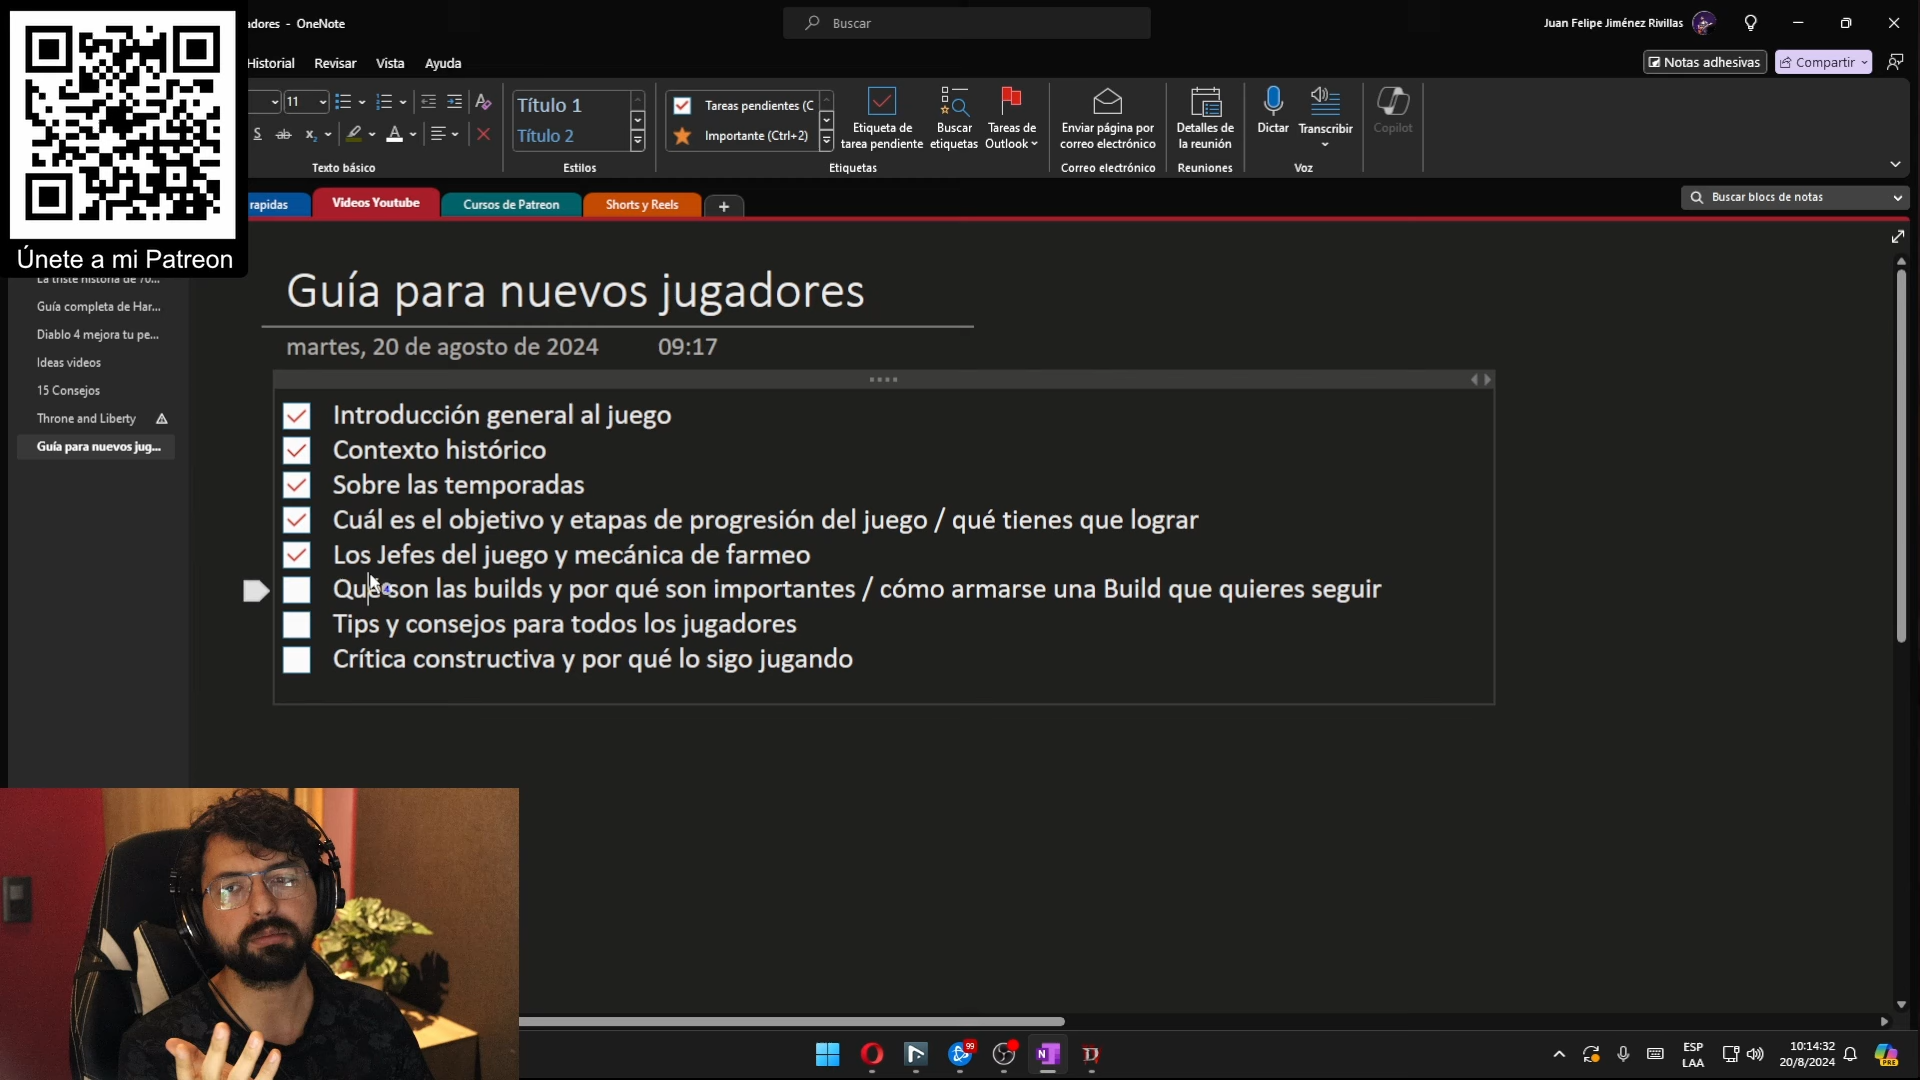 adores - OneNote
Buscar
Juan Felipe Jiménez Rivillas
Historial
Revisar
Vista
Ayuda
Notas adhesivas
Compartir
11
Título 1
Título 2
Tareas pendientes (C
Importante (Ctrl+2)
Etiqueta de
tarea pendiente
Buscar
etiquetas
Tareas de
Outlook
Enviar página por
correo electrónico
Detalles de
la reunión
Dictar
Transcribir
Copilot
Texto básico
Estilos
Etiquetas
Correo electrónico
Reuniones
Voz
rapidas
Videos Youtube
Cursos de Patreon
Shorts y Reels
+
Buscar blocs de notas
Únete a mi Patreon
Guía completa de Har...
Diablo 4 mejora tu pe...
Ideas videos
15 Consejos
Throne and Liberty
Guía para nuevos jug...
Guía para nuevos jugadores
martes, 20 de agosto de 2024 09:17
Introducción general al juego
Contexto histórico
Sobre las temporadas
Cuál es el objetivo y etapas de progresión del juego / qué tienes que lograr
Los Jefes del juego y mecánica de farmeo
Qué son las builds y por qué son importantes / cómo armarse una Build que quieres seguir
Tips y consejos para todos los jugadores
Crítica constructiva y por qué lo sigo jugando
99
ESP
LAA
10:14:32
20/8/2024
PRE